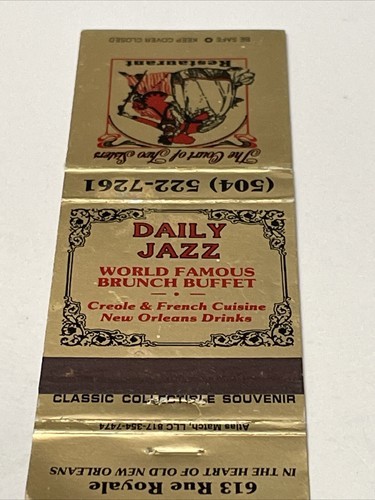 BE SAFE KEEP COVER CLOSED
Restaurant
The Court of Two Sisters
(504) 522-7261
DAILY
JAZZ
WORLD FAMOUS
BRUNCH BUFFET
Creole & French Cuisine
New Orleans Drinks
CLASSIC COLLECTIBLE SOUVENIR
Atlas Match, LLC 817-354-7474
613 Rue Royale
IN THE HEART OF OLD NEW ORLEANS